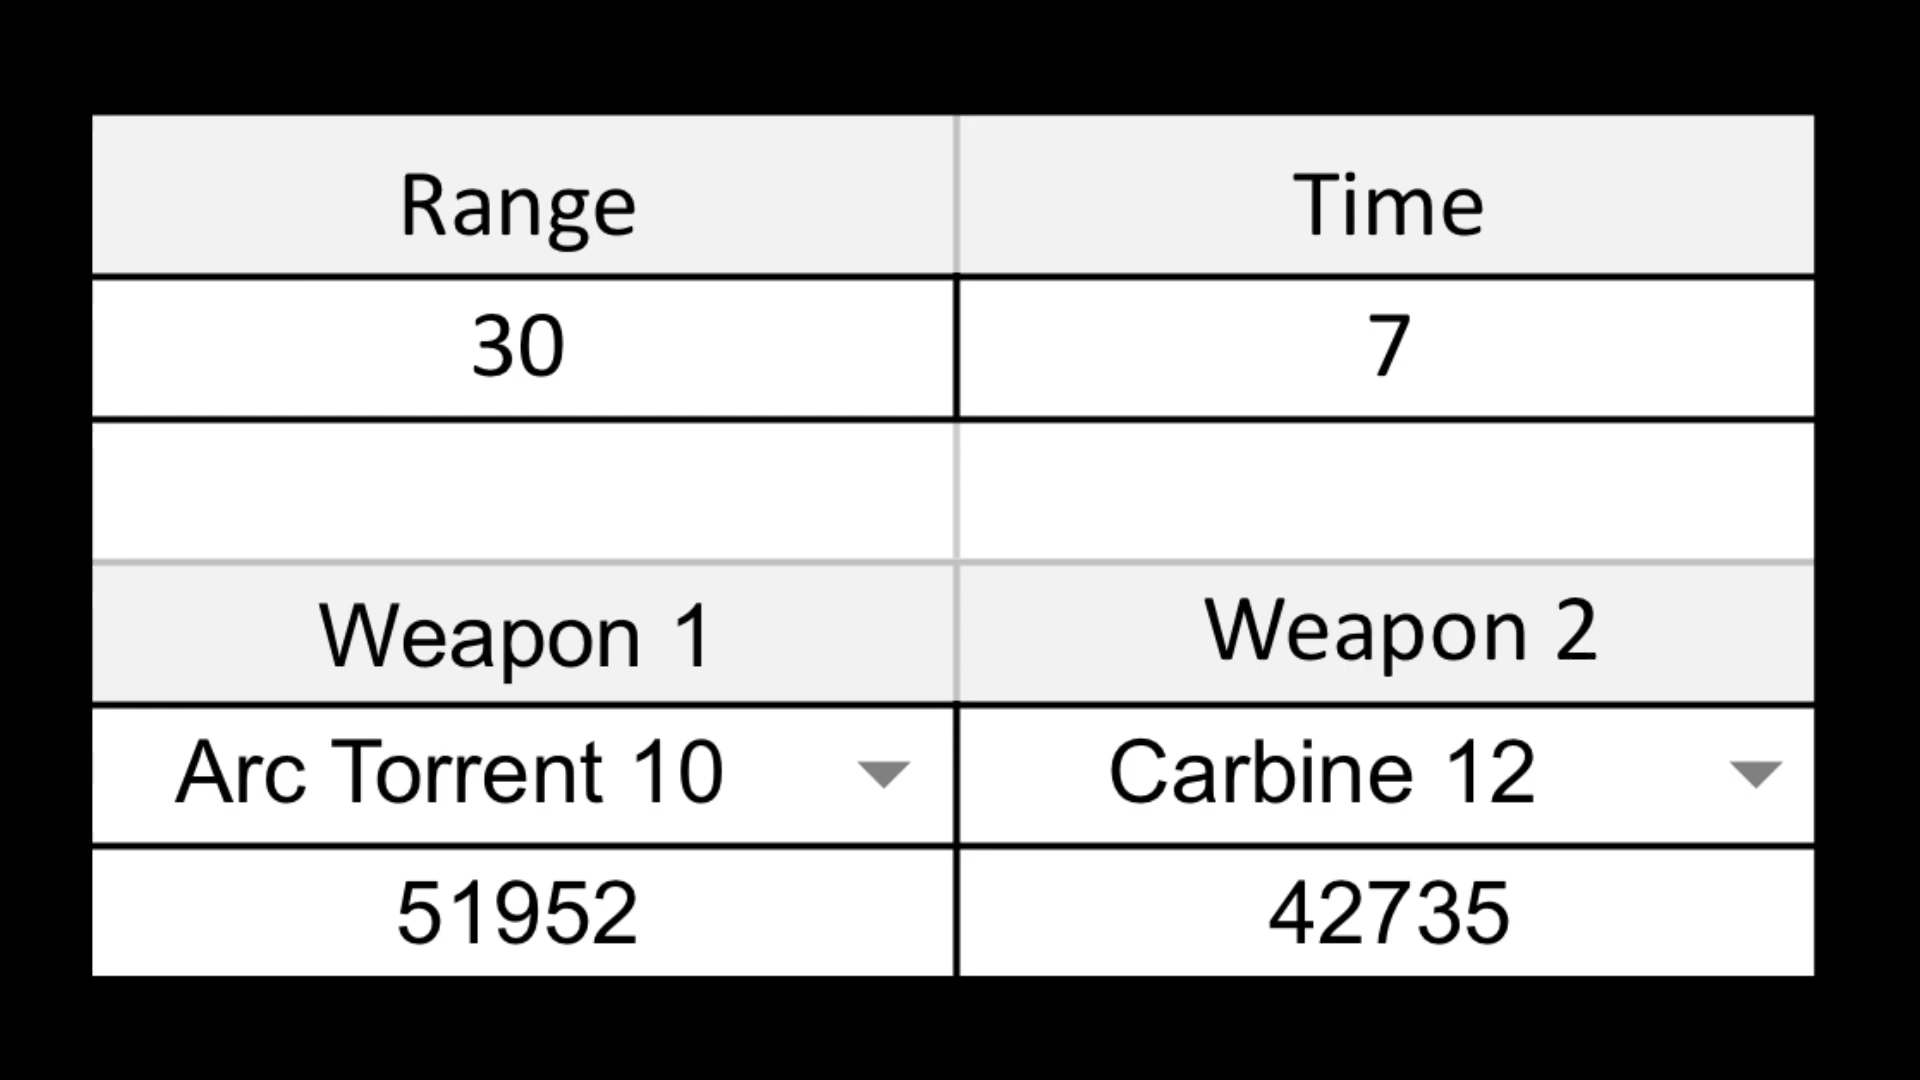 Range Time
30 7
Weapon 1 Weapon 2
Arc Torrent 10 Carbine 12
51952 42735